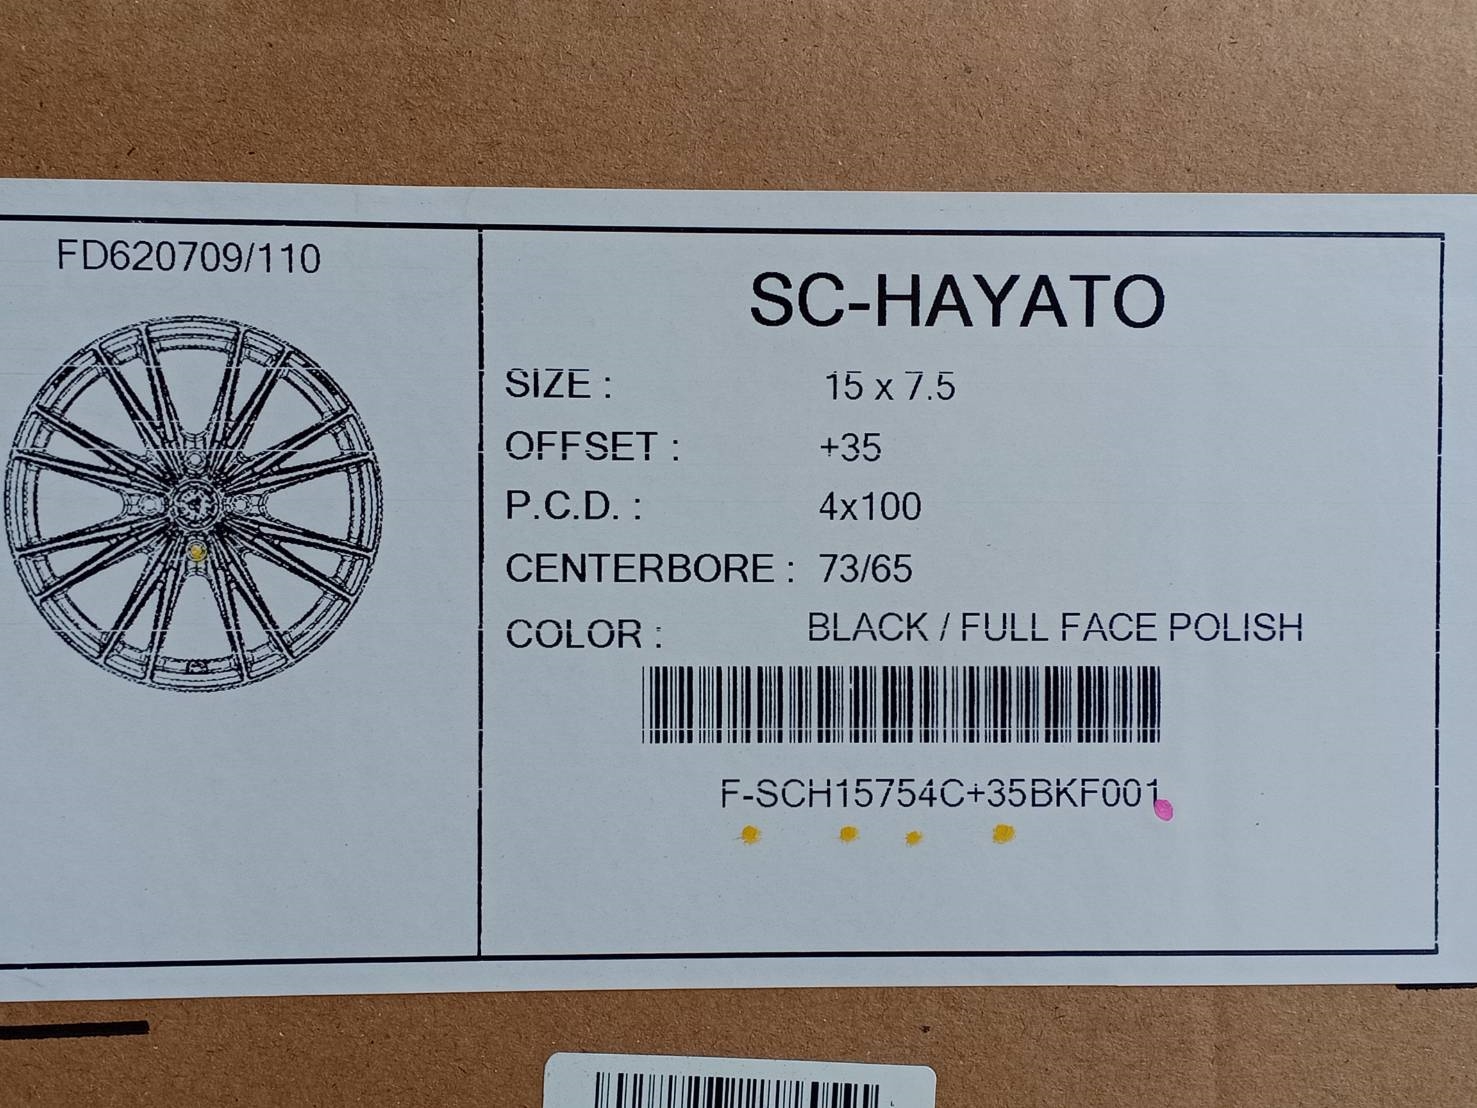 FD620709/110
SC-HAYATO
SIZE : 15 x 7.5
OFFSET : +35
P.C.D. : 4x100
CENTERBORE : 73/65
COLOR : BLACK / FULL FACE POLISH
F-SCH15754C+35BKF001